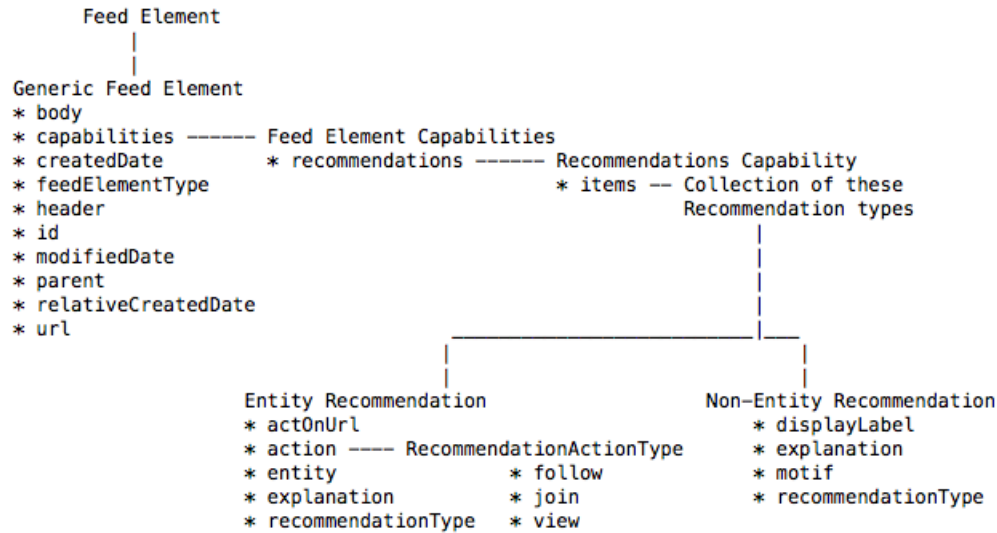 Feed Element
Generic Feed Element
* body
* capabilities ------ Feed Element Capabilities
* createdDate * recommendations ------ Recommendations Capability
* feedElementType * items -- Collection of these
* header Recommendation types
* id
* modifiedDate
* parent
* relativeCreatedDate
* url
Entity Recommendation Non-Entity Recommendation
* actOnUrl * displayLabel
* action ---- RecommendationActionType * explanation
* entity * follow * motif
* explanation * join * recommendationType
* recommendationType * view